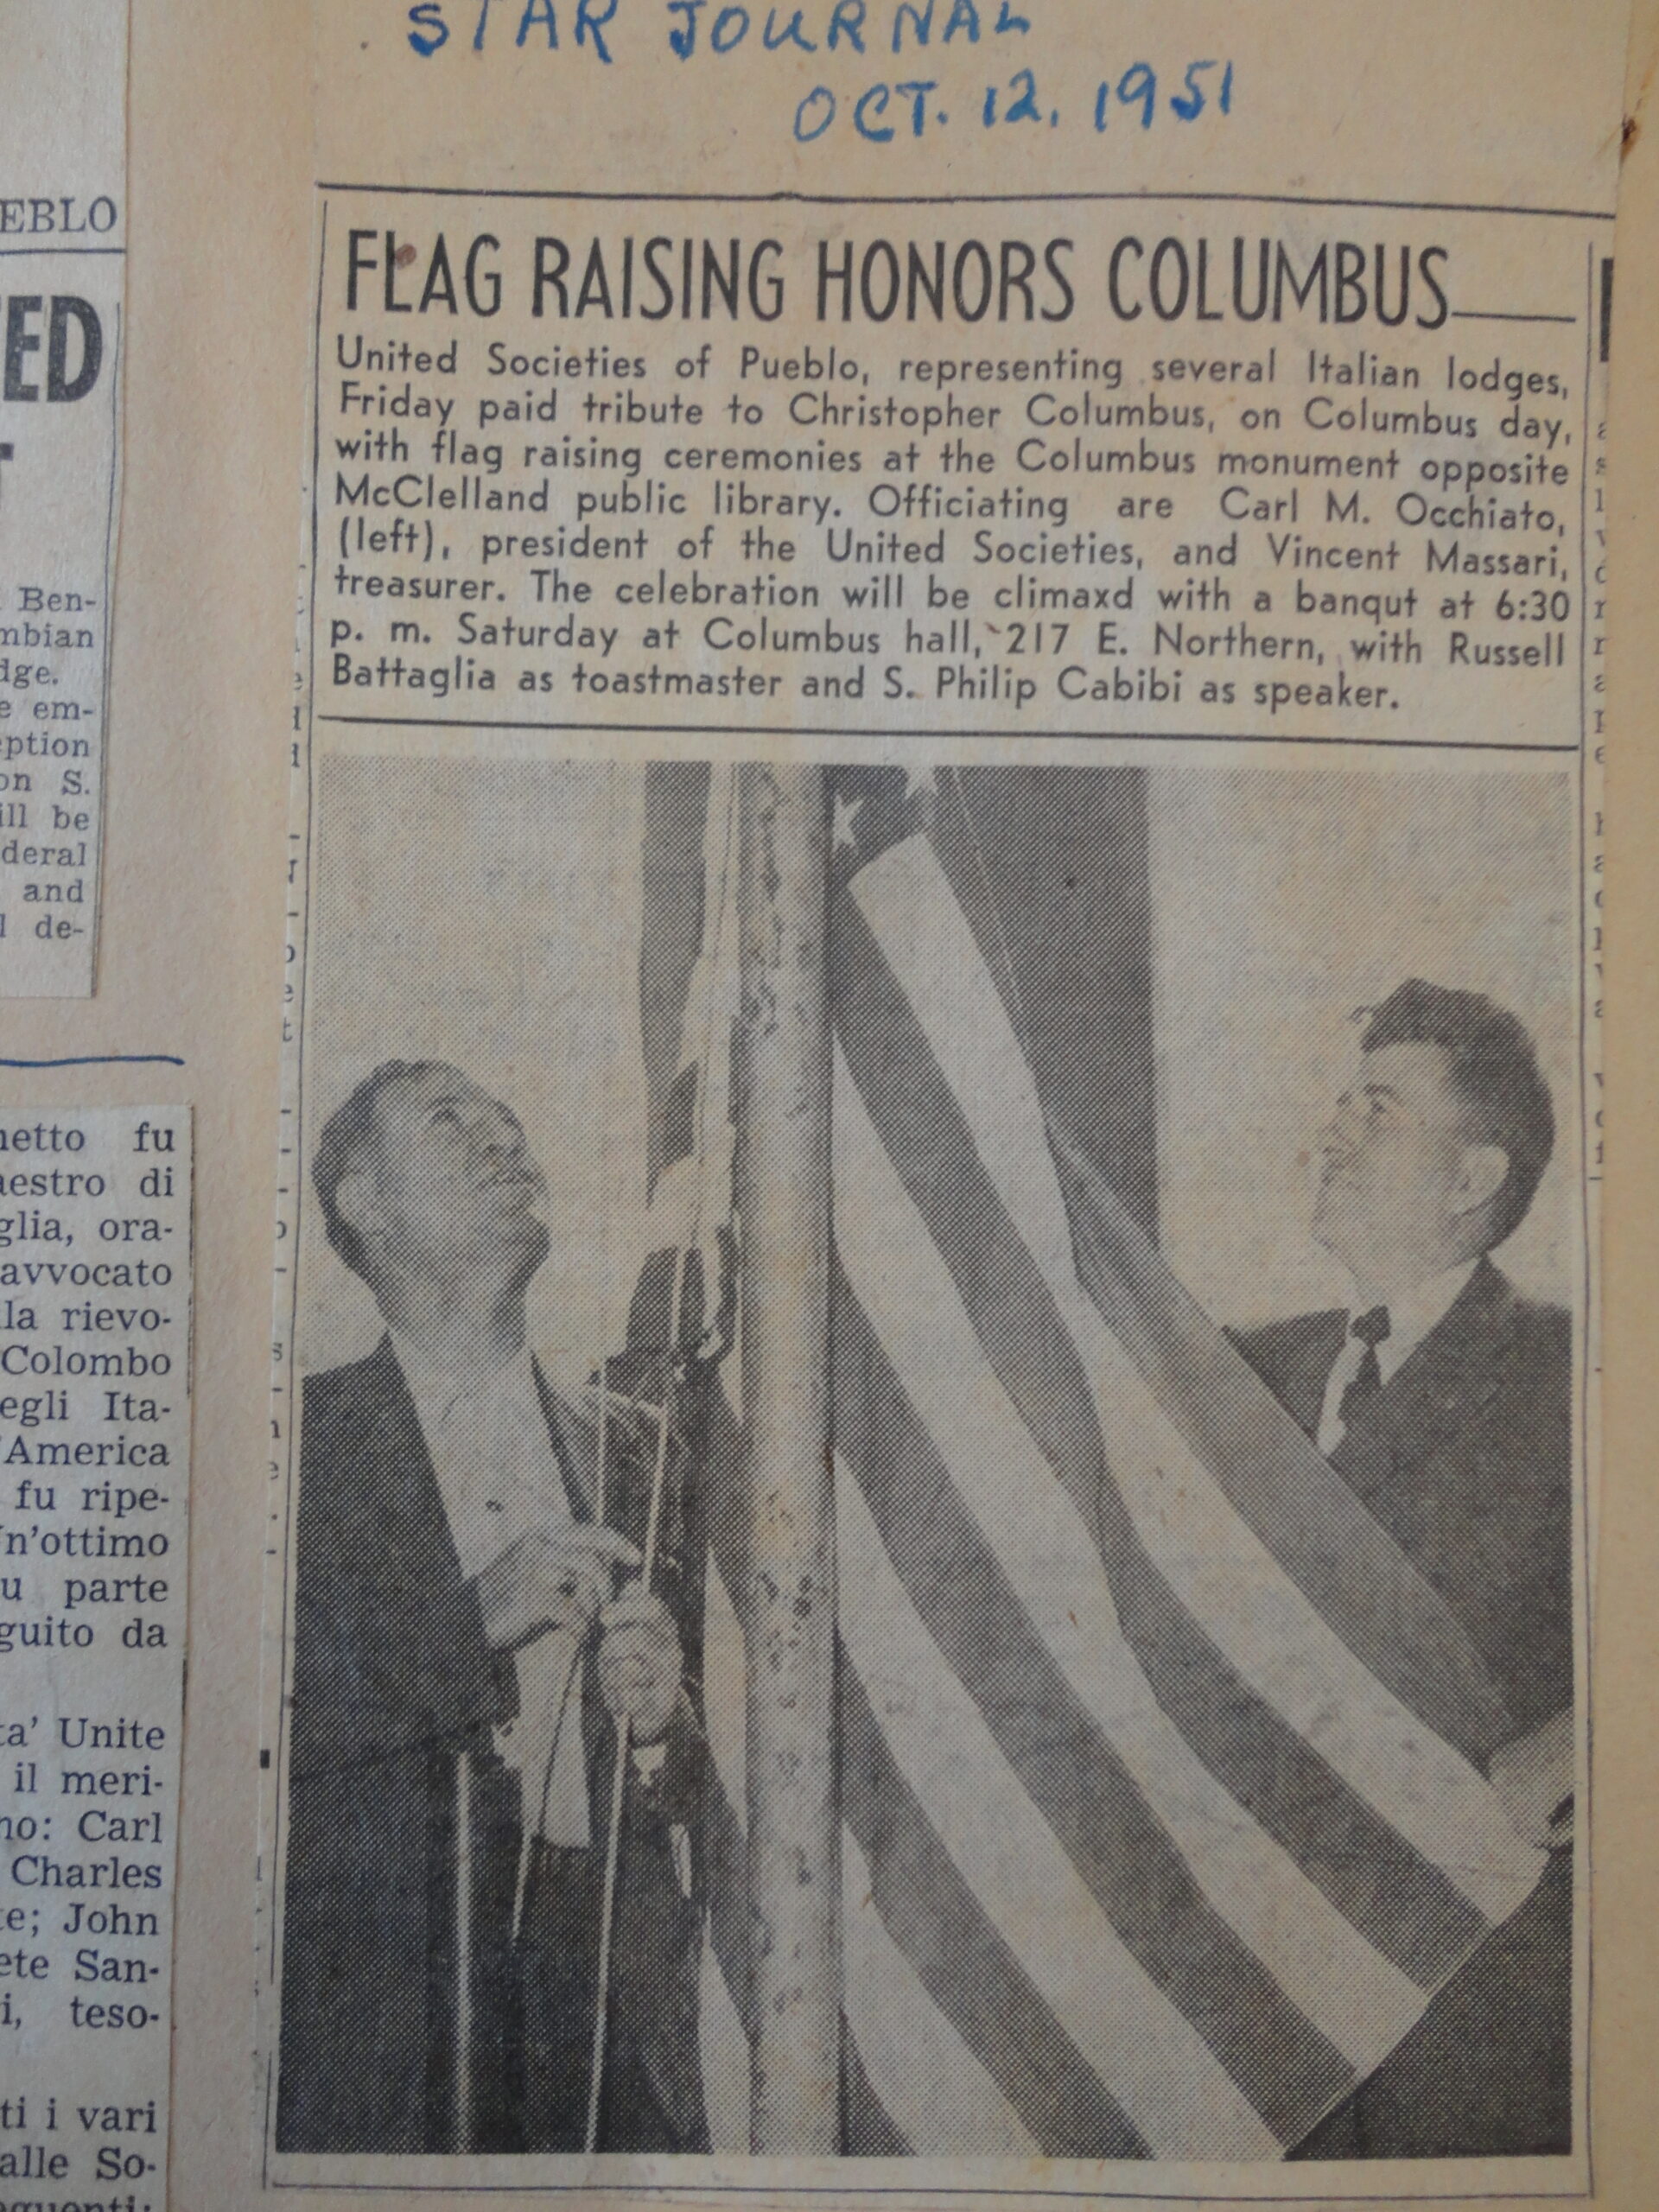 STAR JOURNAL
OCT. 12, 1951
FLAG RAISING HONORS COLUMBUS—
United Societies of Pueblo, representing several Italian lodges,
Friday paid tribute to Christopher Columbus, on Columbus day,
with flag raising ceremonies at the Columbus monument opposite
McClelland public library. Officiating are Carl M. Occhiato,
(left), president of the United Societies, and Vincent Massari,
treasurer. The celebration will be climaxd with a banqut at 6:30
p. m. Saturday at Columbus hall, 217 E. Northern, with Russell
Battaglia as toastmaster and S. Philip Cabibi as speaker.
EBLO
ED
T
Ben-
mbian
dge.
e em-
eption
on S.
ill be
deral
and
l de-
netto fu
aestro di
glia, ora-
avvocato
la rievo-
Colombo
egli Ita-
'America
fu ripe-
Un'ottimo
u parte
guito da
ta' Unite
il meri-
no: Carl
Charles
te; John
ete San-
i, teso-
ti i vari
alle So-
eguenti: